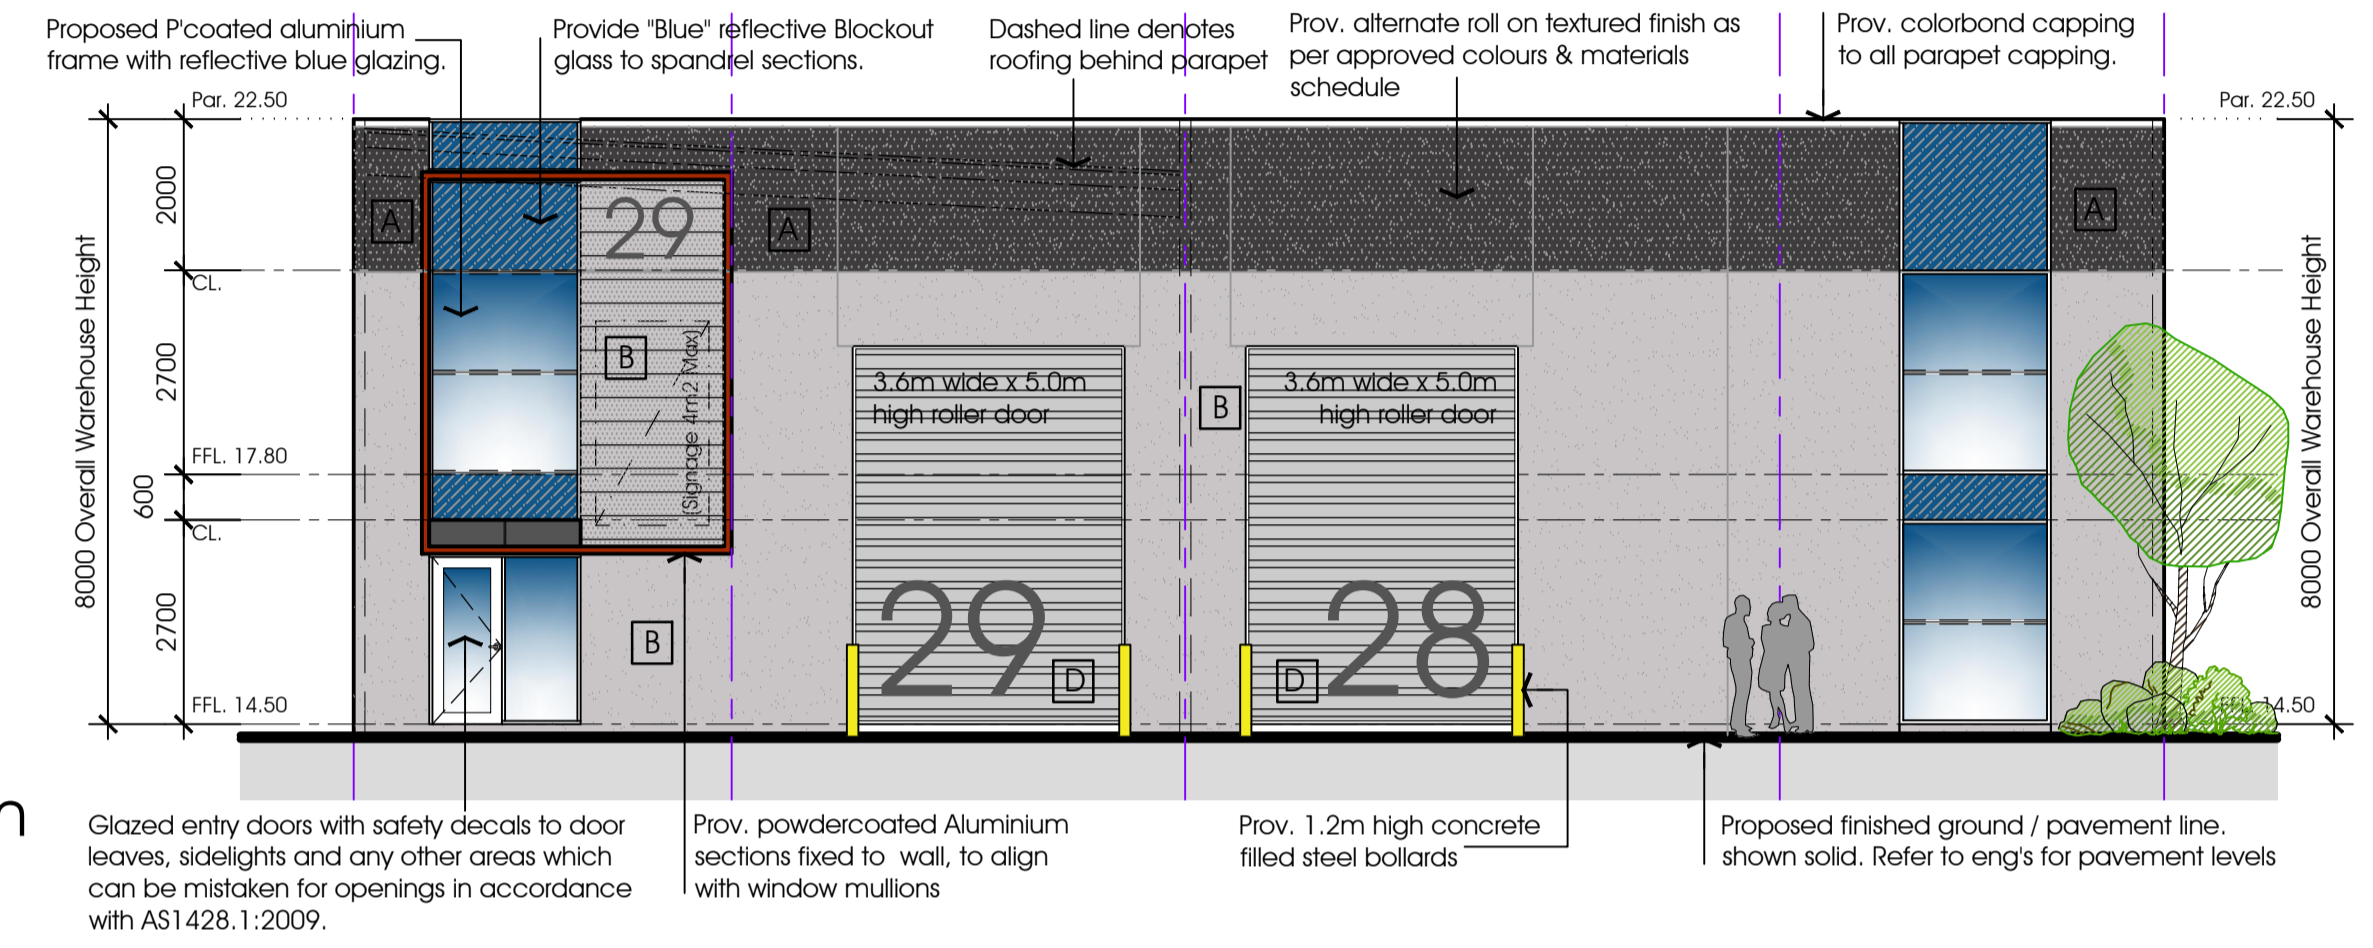 Proposed P'coated aluminium
frame with reflective blue glazing.
Provide "Blue" reflective Blockout
glass to spandrel sections.
Dashed line denotes
roofing behind parapet
Prov. alternate roll on textured finish as
per approved colours & materials
schedule
Prov. colorbond capping
to all parapet capping.
Par. 22.50
Par. 22.50
8000 Overall Warehouse Height
2000
CL.
2700
FFL. 17.80
600
CL.
2700
FFL. 14.50
A
29
A
A
B
(Signage 4m2 Max)
B
3.6m wide x 5.0m
high roller door
B
3.6m wide x 5.0m
high roller door
29
D
D
28
8000 Overall Warehouse Height
FFL. 14.50
n
Glazed entry doors with safety decals to door
leaves, sidelights and any other areas which
can be mistaken for openings in accordance
with AS1428.1:2009.
Prov. powdercoated Aluminium
sections fixed to wall, to align
with window mullions
Prov. 1.2m high concrete
filled steel bollards
Proposed finished ground / pavement line.
shown solid. Refer to eng's for pavement levels